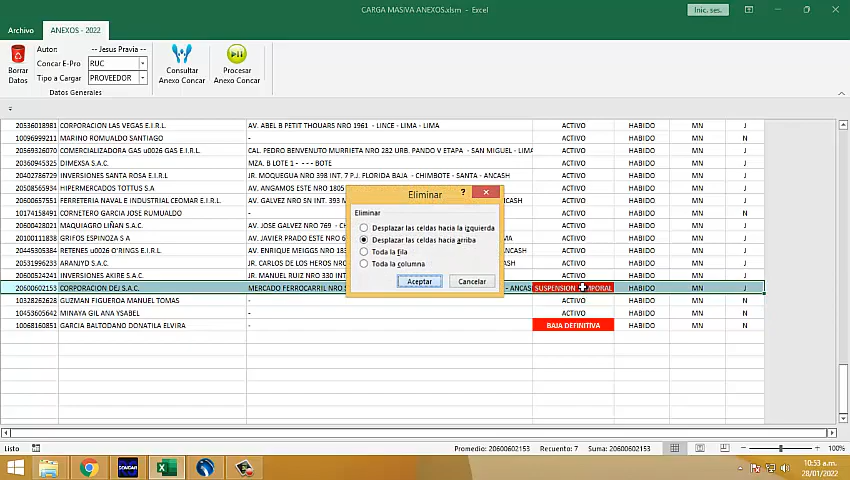 CARGA MASIVA ANEXOS.xlsm - Excel
Inic. ses.
Archivo
ANEXOS - 2022
Borrar Datos
Autor: -- Jesus Pravia --
Concar E-Pro RUC
Tipo a Cargar PROVEEDOR
Datos Generales
Consultar Anexo Concar
Procesar Anexo Concar
20536018981 CORPORACION LAS VEGAS E.I.R.L. AV. ABEL B PETIT THOUARS NRO 1961 - LINCE - LIMA - LIMA ACTIVO HABIDO MN J
10096999211 MARINO ROMUALDO SANTIAGO - ACTIVO HABIDO MN N
20569326070 COMERCIALIZADORA GAS u0026 GAS E.I.R.L. CAL. PEDRO BENVENUTO MURRIETA NRO 282 URB. PANDO V ETAPA - SAN MIGUEL - LIM ACTIVO HABIDO MN J
20360945325 DIMEXSA S.A.C. MZA. B LOTE 1 - - - - BOTE ACTIVO HABIDO MN J
20402786729 INVERSIONES SANTA ROSA E.I.R.L JR. MOQUEGUA NRO 398 INT. 7 P.J. FLORIDA BAJA - CHIMBOTE - SANTA - ANCASH ACTIVO HABIDO MN J
20508565934 HIPERMERCADOS TOTTUS S.A AV. ANGAMOS ESTE NRO 1805 ACTIVO HABIDO MN J
20600657551 FERRETERIA NAVAL E INDUSTRIAL CEOMAR E.I.R.L. AV. GALVEZ NRO SN INT. 393 M ACTIVO HABIDO MN J
10174158491 CORNETERO GARCIA JOSE RUMUALDO - ACTIVO HABIDO MN N
20600428021 MAQUIAGRO LIÑAN S.A.C. AV. JOSE GALVEZ NRO 769 - CH ACTIVO HABIDO MN J
20101011838 GRIFOS ESPINOZA S A AV. JAVIER PRADO ESTE NRO 6 ACTIVO HABIDO MN J
20445305384 RETENES u0026 O'RINGS E.I.R.L. AV. ENRIQUE MEIGGS NRO 183 ACTIVO HABIDO MN J
20531996233 ARANJYD S.A.C. JR. CARLOS DE LOS HEROS NRO ACTIVO HABIDO MN J
20600524241 INVERSIONES AKIRE S.A.C. JR. MANUEL RUIZ NRO 330 INT ACTIVO HABIDO MN J
20600602153 CORPORACION DEJ S.A.C. MERCADO FERROCARRIL NRO S - ANCAS SUSPENSION TEMPORAL HABIDO MN J
10328262628 GUZMAN FIGUEROA MANUEL TOMAS - ACTIVO HABIDO MN N
10453605642 MINAYA GIL ANA YSABEL - ACTIVO HABIDO MN N
10068160851 GARCIA BALTODANO DONATILA ELVIRA - BAJA DEFINITIVA HABIDO MN N
Eliminar ?
Eliminar
Desplazar las celdas hacia la izquierda
Desplazar las celdas hacia arriba
Toda la fila
Toda la columna
Aceptar Cancelar
Listo Promedio: 20600602153 Recuento: 7 Suma: 20600602153 100%
CONCAR
10:53 a.m.
28/01/2022